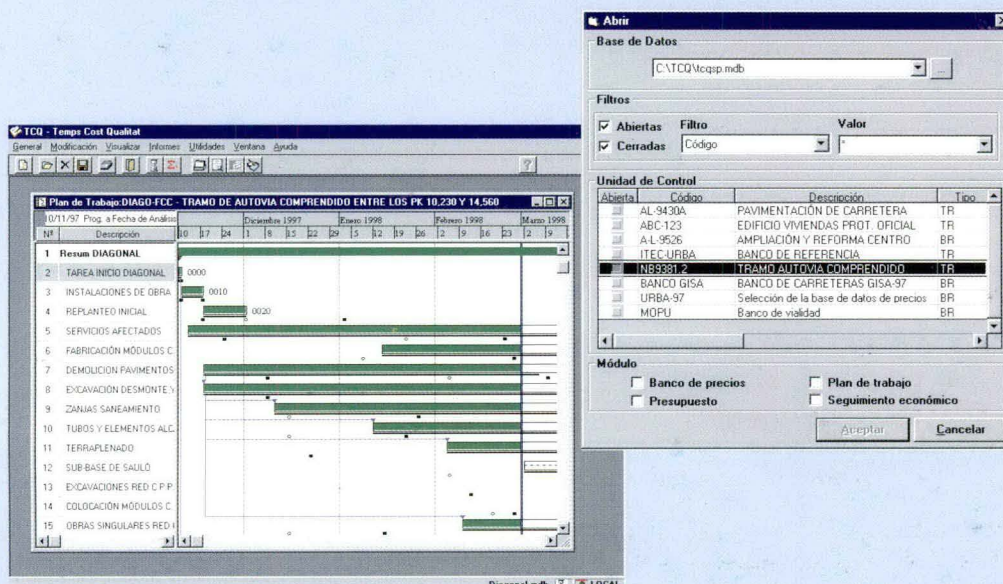 Abrir
Base de Datos
C:\TCQ\tcqsp.mdb
...
Filtros
Abiertas Filtro Valor
Cerradas Código *
Unidad de Control
Abierta Código Descripción Tipo
AL-9430A PAVIMENTACIÓN DE CARRETERA TR
ABC-123 EDIFICIO VIVIENDAS PROT. OFICIAL TR
A-L-9526 AMPLIACIÓN Y REFORMA CENTRO BR
ITEC-URBA BANCO DE REFERENCIA TR
NB9381.2 TRAMO AUTOVIA COMPRENDIDO TR
BANCO GISA BANCO DE CARRETERAS GISA-97 BR
URBA-97 Selección de la base de datos de precios BR
MOPU Banco de vialidad BR
Módulo
Banco de precios Plan de trabajo
Presupuesto Seguimiento económico
Aceptar Cancelar
TCQ - Temps Cost Qualitat
General Modificación Visualizar Informes Utilidades Ventana Ayuda
Plan de Trabajo:DIAGO-FCC - TRAMO DE AUTOVIA COMPRENDIDO ENTRE LOS PK 10,230 Y 14,560
10/11/97 Prog. a Fecha de Análisis Diciembre 1997 Enero 1998 Febrero 1998 Marzo 1998
Nº Descripción 10 17 24 1 8 15 22 29 5 12 19 26 2 9 16 23 2 9
1 Resum DIAGONAL
2 TAREA INICIO DIAGONAL 0000
3 INSTALACIONES DE OBRA 0010
4 REPLANTEO INICIAL 0020
5 SERVICIOS AFECTADOS
6 FABRICACIÓN MÓDULOS C
7 DEMOLICION PAVIMENTOS
8 EXCAVACIÓN DESMONTE Y
9 ZANJAS SANEAMIENTO
10 TUBOS Y ELEMENTOS ALC.
11 TERRAPLENADO
12 SUB-BASE DE SAULÓ
13 EXCAVACIONES RED C.P.P.
14 COLOCACIÓN MÓDULOS C
15 OBRAS SINGULARES RED
Diagonal.mdb LOCAL